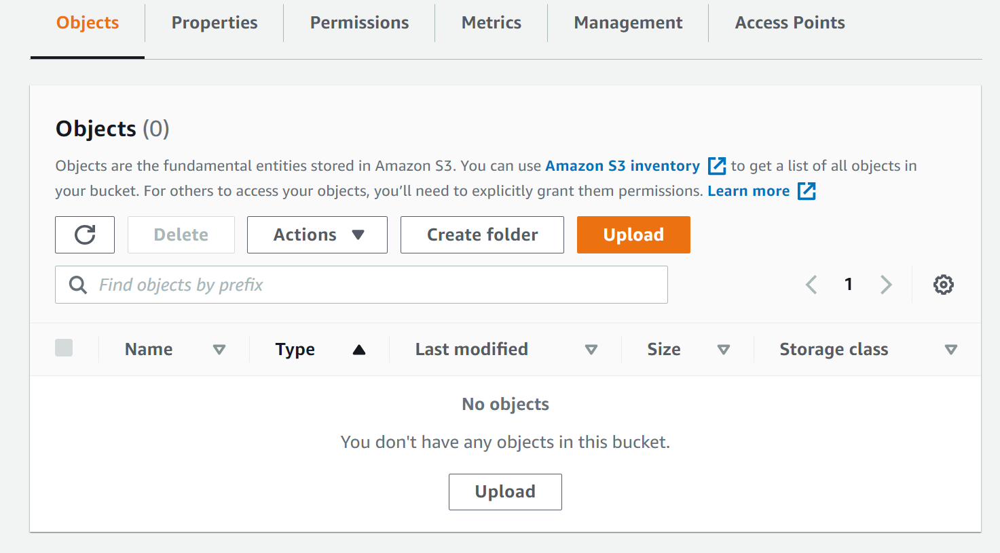 Objects Properties Permissions Metrics Management Access Points
Objects (0)
Objects are the fundamental entities stored in Amazon S3. You can use Amazon S3 inventory to get a list of all objects in
your bucket. For others to access your objects, you’ll need to explicitly grant them permissions. Learn more
Delete Actions Create folder Upload
Find objects by prefix 1
Name Type Last modified Size Storage class
No objects
You don't have any objects in this bucket.
Upload